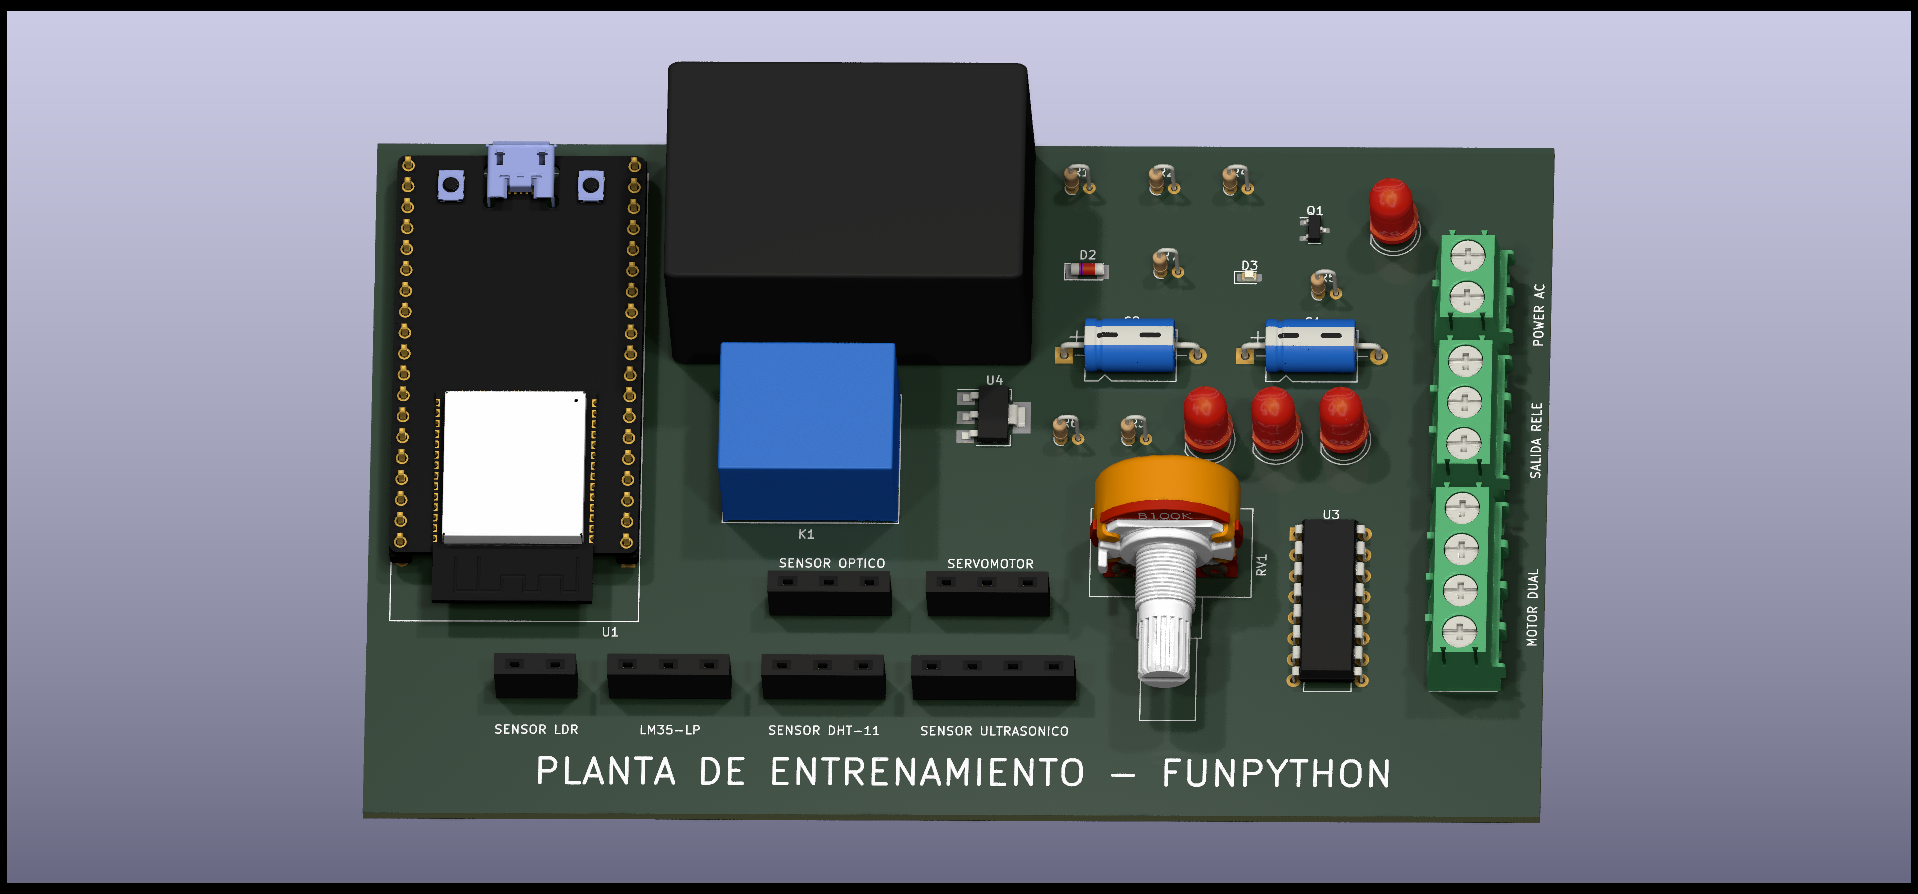 Q1
D2
D3
POWER AC
U4
SALIDA RELE
K1
B100K
U3
RV1
SENSOR OPTICO
SERVOMOTOR
MOTOR DUAL
U1
SENSOR LDR
LM35-LP
SENSOR DHT-11
SENSOR ULTRASONICO
PLANTA DE ENTRENAMIENTO - FUNPYTHON